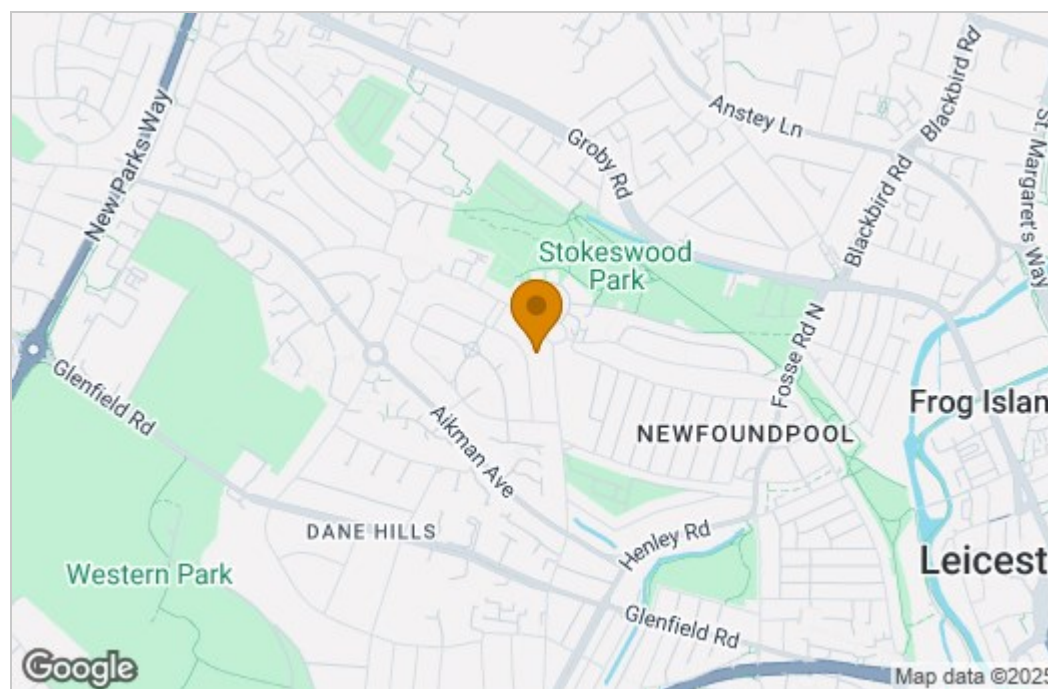 New Parks Way
Groby Rd
Anstey Ln
Blackbird Rd
Blackbird Rd
St. Margaret's Way
Stokeswood
Park
Fosse Rd N
Glenfield Rd
Aikman Ave
Frog Islan
NEWFOUNDPOOL
DANE HILLS
Henley Rd
Western Park
Leicest
Glenfield Rd
Google
Map data ©2025